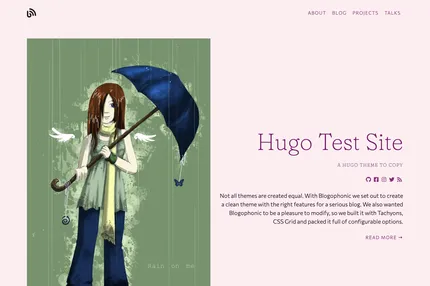 ABOUT BLOG PROJECTS TALKS
Hugo Test Site
A HUGO THEME TO COPY
Not all themes are created equal. With Blogophonic we set out to create
a clean theme with the right features for a serious blog. We also wanted
Blogophonic to be a pleasure to modify, so we built it with Tachyons,
CSS Grid and packed it full of configurable options.
READ MORE →